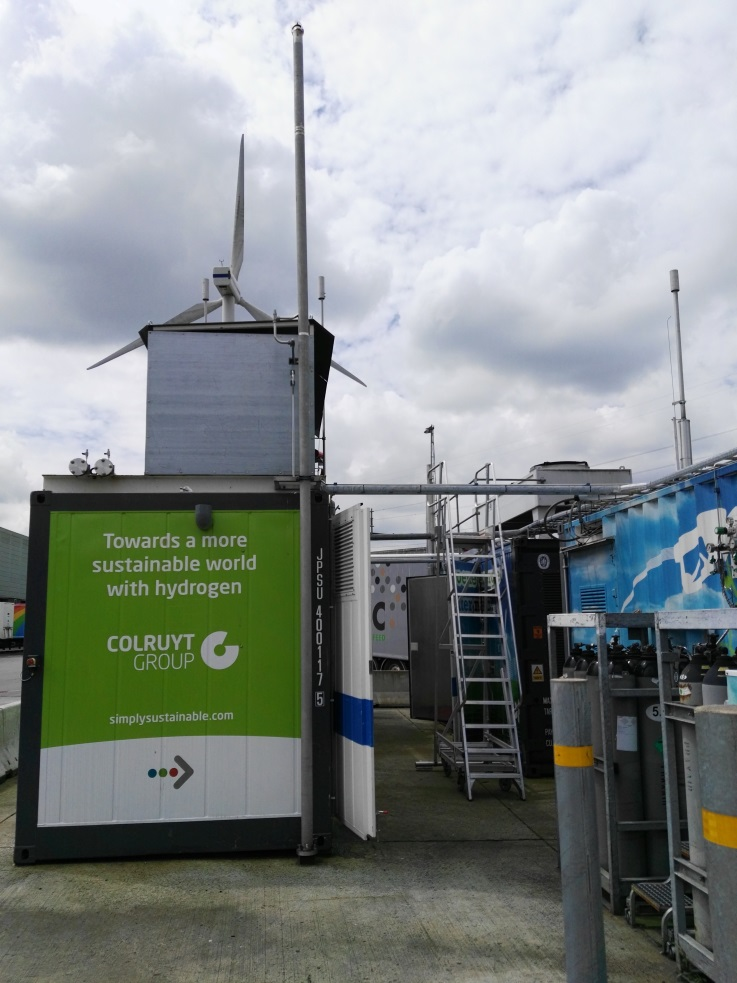 Towards a more
sustainable world
with hydrogen
COLRUYT
GROUP
simplysustainable.com
JPSU 400117 5